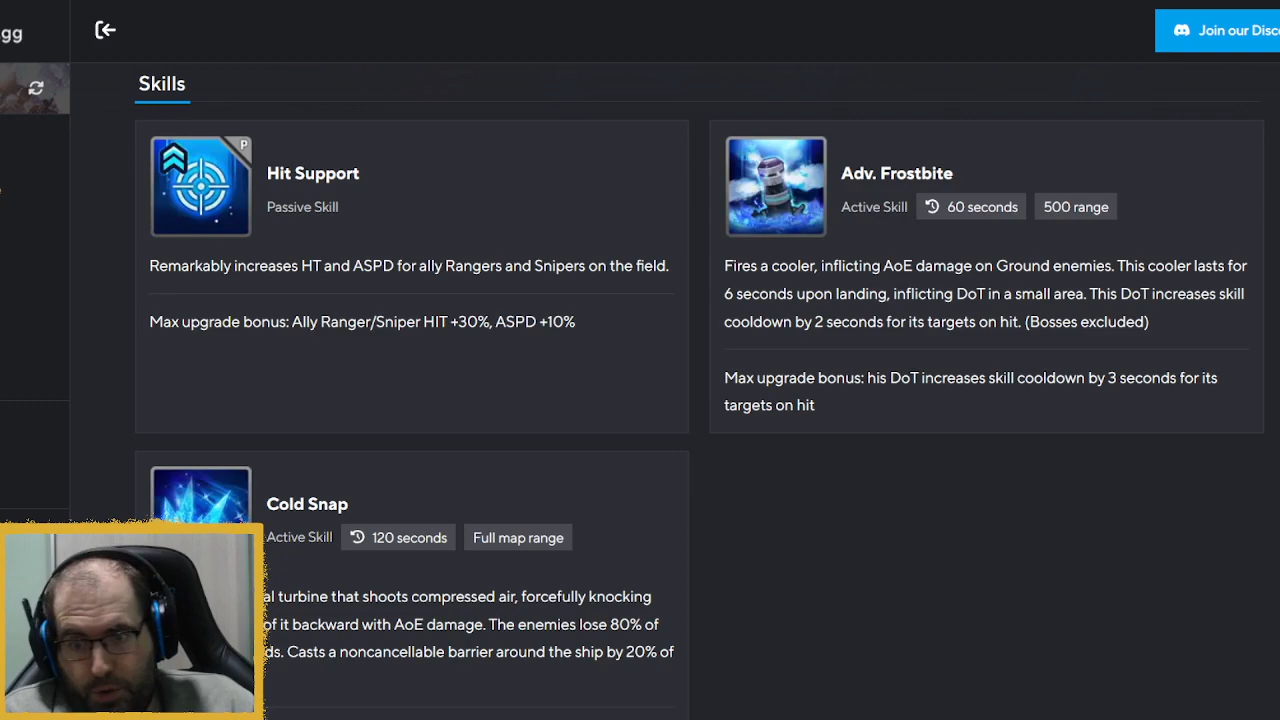 gg
Join our Disc
Skills
P
Hit Support
Passive Skill
Remarkably increases HT and ASPD for ally Rangers and Snipers on the field.
Max upgrade bonus: Ally Ranger/Sniper HIT +30%, ASPD +10%
Adv. Frostbite
Active Skill 60 seconds 500 range
Fires a cooler, inflicting AoE damage on Ground enemies. This cooler lasts for
6 seconds upon landing, inflicting DoT in a small area. This DoT increases skill
cooldown by 2 seconds for its targets on hit. (Bosses excluded)
Max upgrade bonus: his DoT increases skill cooldown by 3 seconds for its
targets on hit
Cold Snap
Active Skill 120 seconds Full map range
al turbine that shoots compressed air, forcefully knocking
of it backward with AoE damage. The enemies lose 80% of
ds. Casts a noncancellable barrier around the ship by 20% of